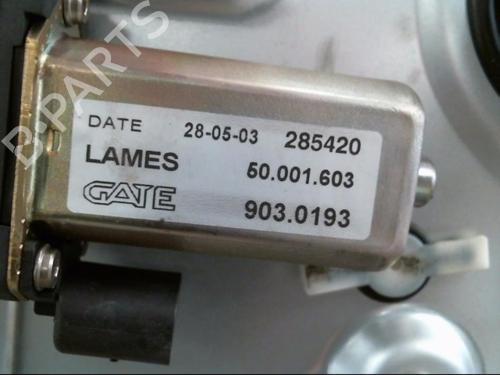 B-PARTS
DATE 28-05-03 285420
LAMES 50.001.603
GATE 903.0193